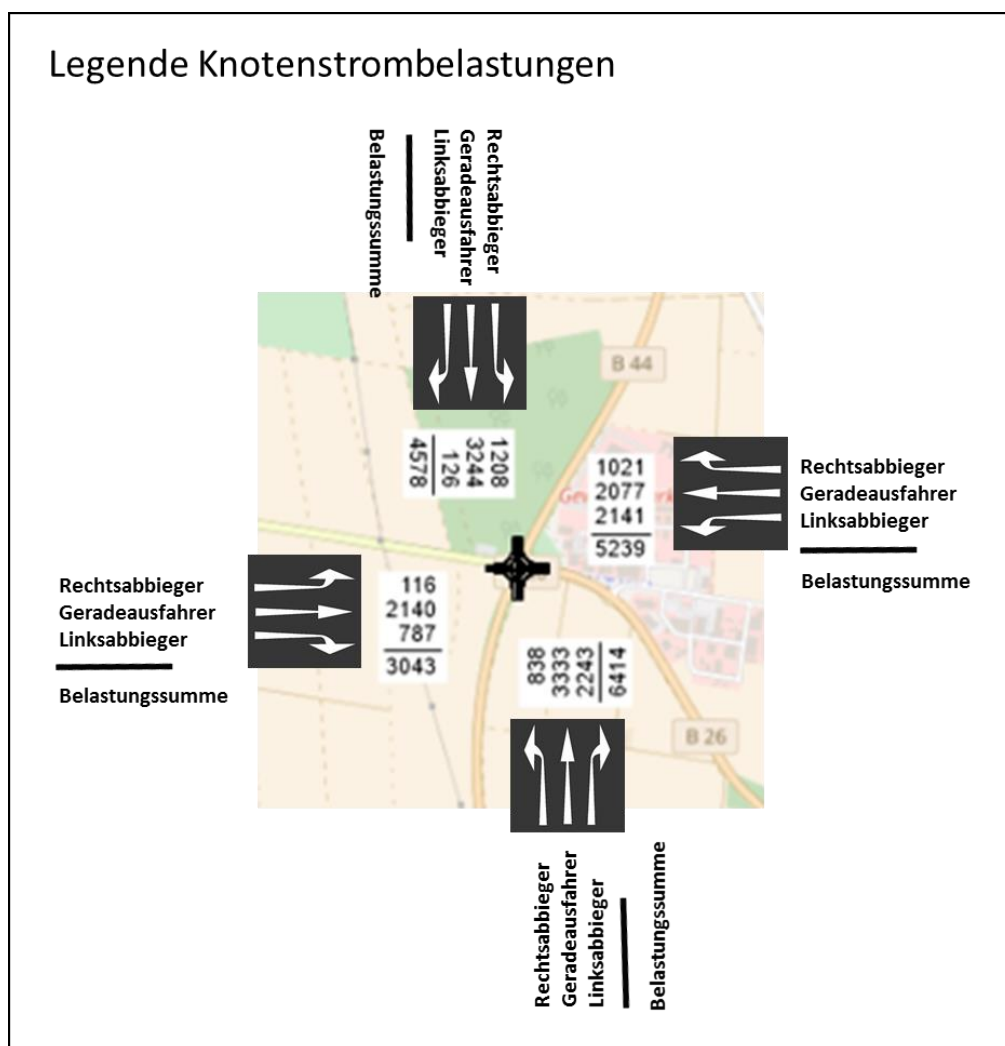 Legende Knotenstrombelastungen
Rechtsabbieger
Geradeausfahrer
Linksabbieger
Belastungssumme
B 44
1208
3244
126
4578
1021
2077
2141
5239
Rechtsabbieger
Geradeausfahrer
Linksabbieger
Belastungssumme
Rechtsabbieger
Geradeausfahrer
Linksabbieger
Belastungssumme
116
2140
787
3043
838
3333
2243
6414
B 26
Rechtsabbieger
Geradeausfahrer
Linksabbieger
Belastungssumme